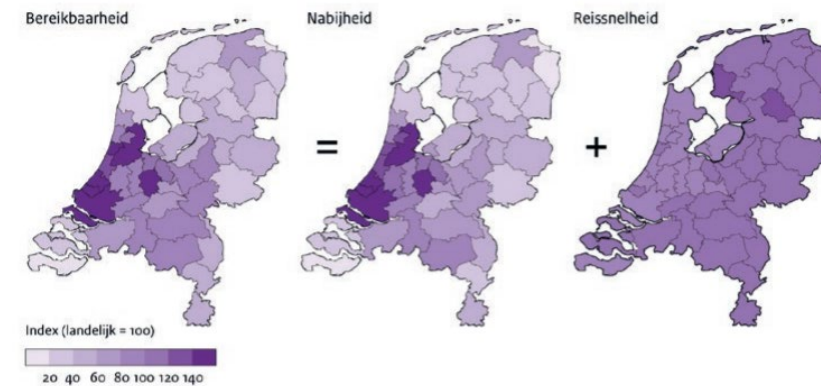 Bereikbaarheid
Nabijheid
Reissnelheid
=
+
Index (landelijk = 100)
20 40 60 80 100 120 140